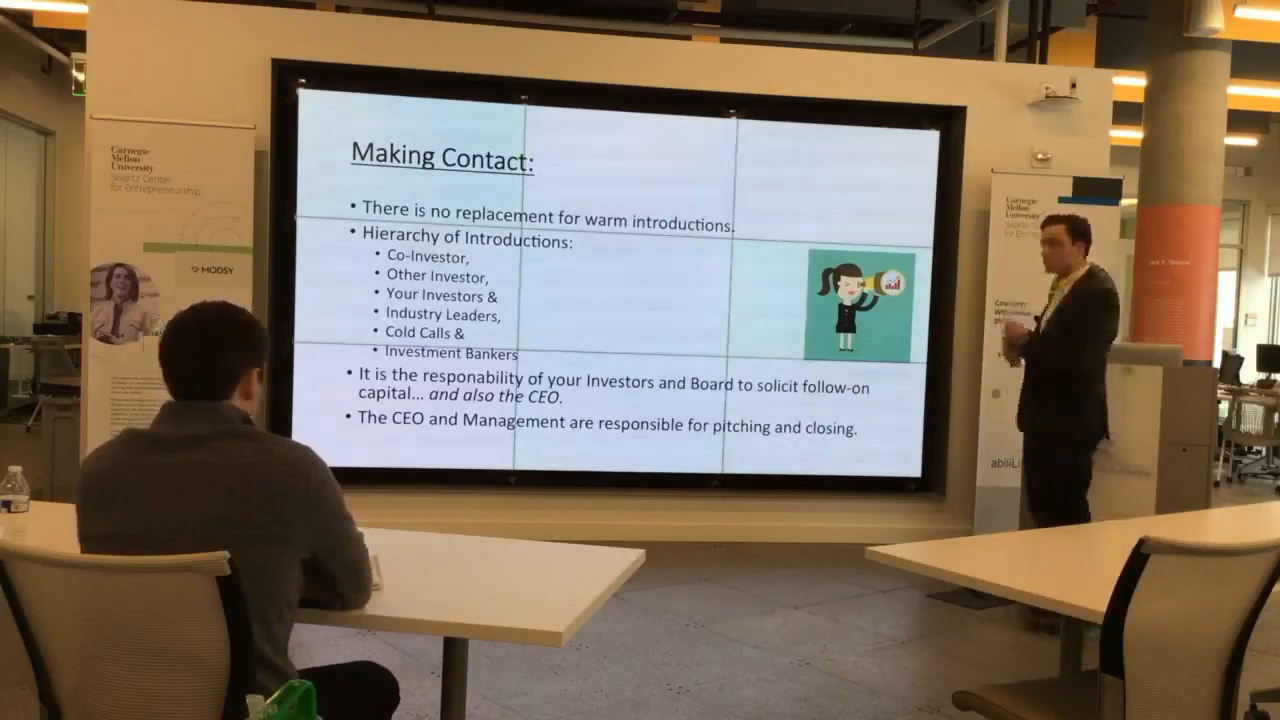 Making Contact:
• There is no replacement for warm introductions.
• Hierarchy of Introductions:
• Co-Investor,
• Other Investor,
• Your Investors &
• Industry Leaders,
• Cold Calls &
• Investment Bankers
• It is the responability of your Investors and Board to solicit follow-on
capital... and also the CEO.
• The CEO and Management are responsible for pitching and closing.
Carnegie
Mellon
University
Swartz Center
for Entrepreneurship
MODSY
Carnegie
Mellon
University
abiliLi